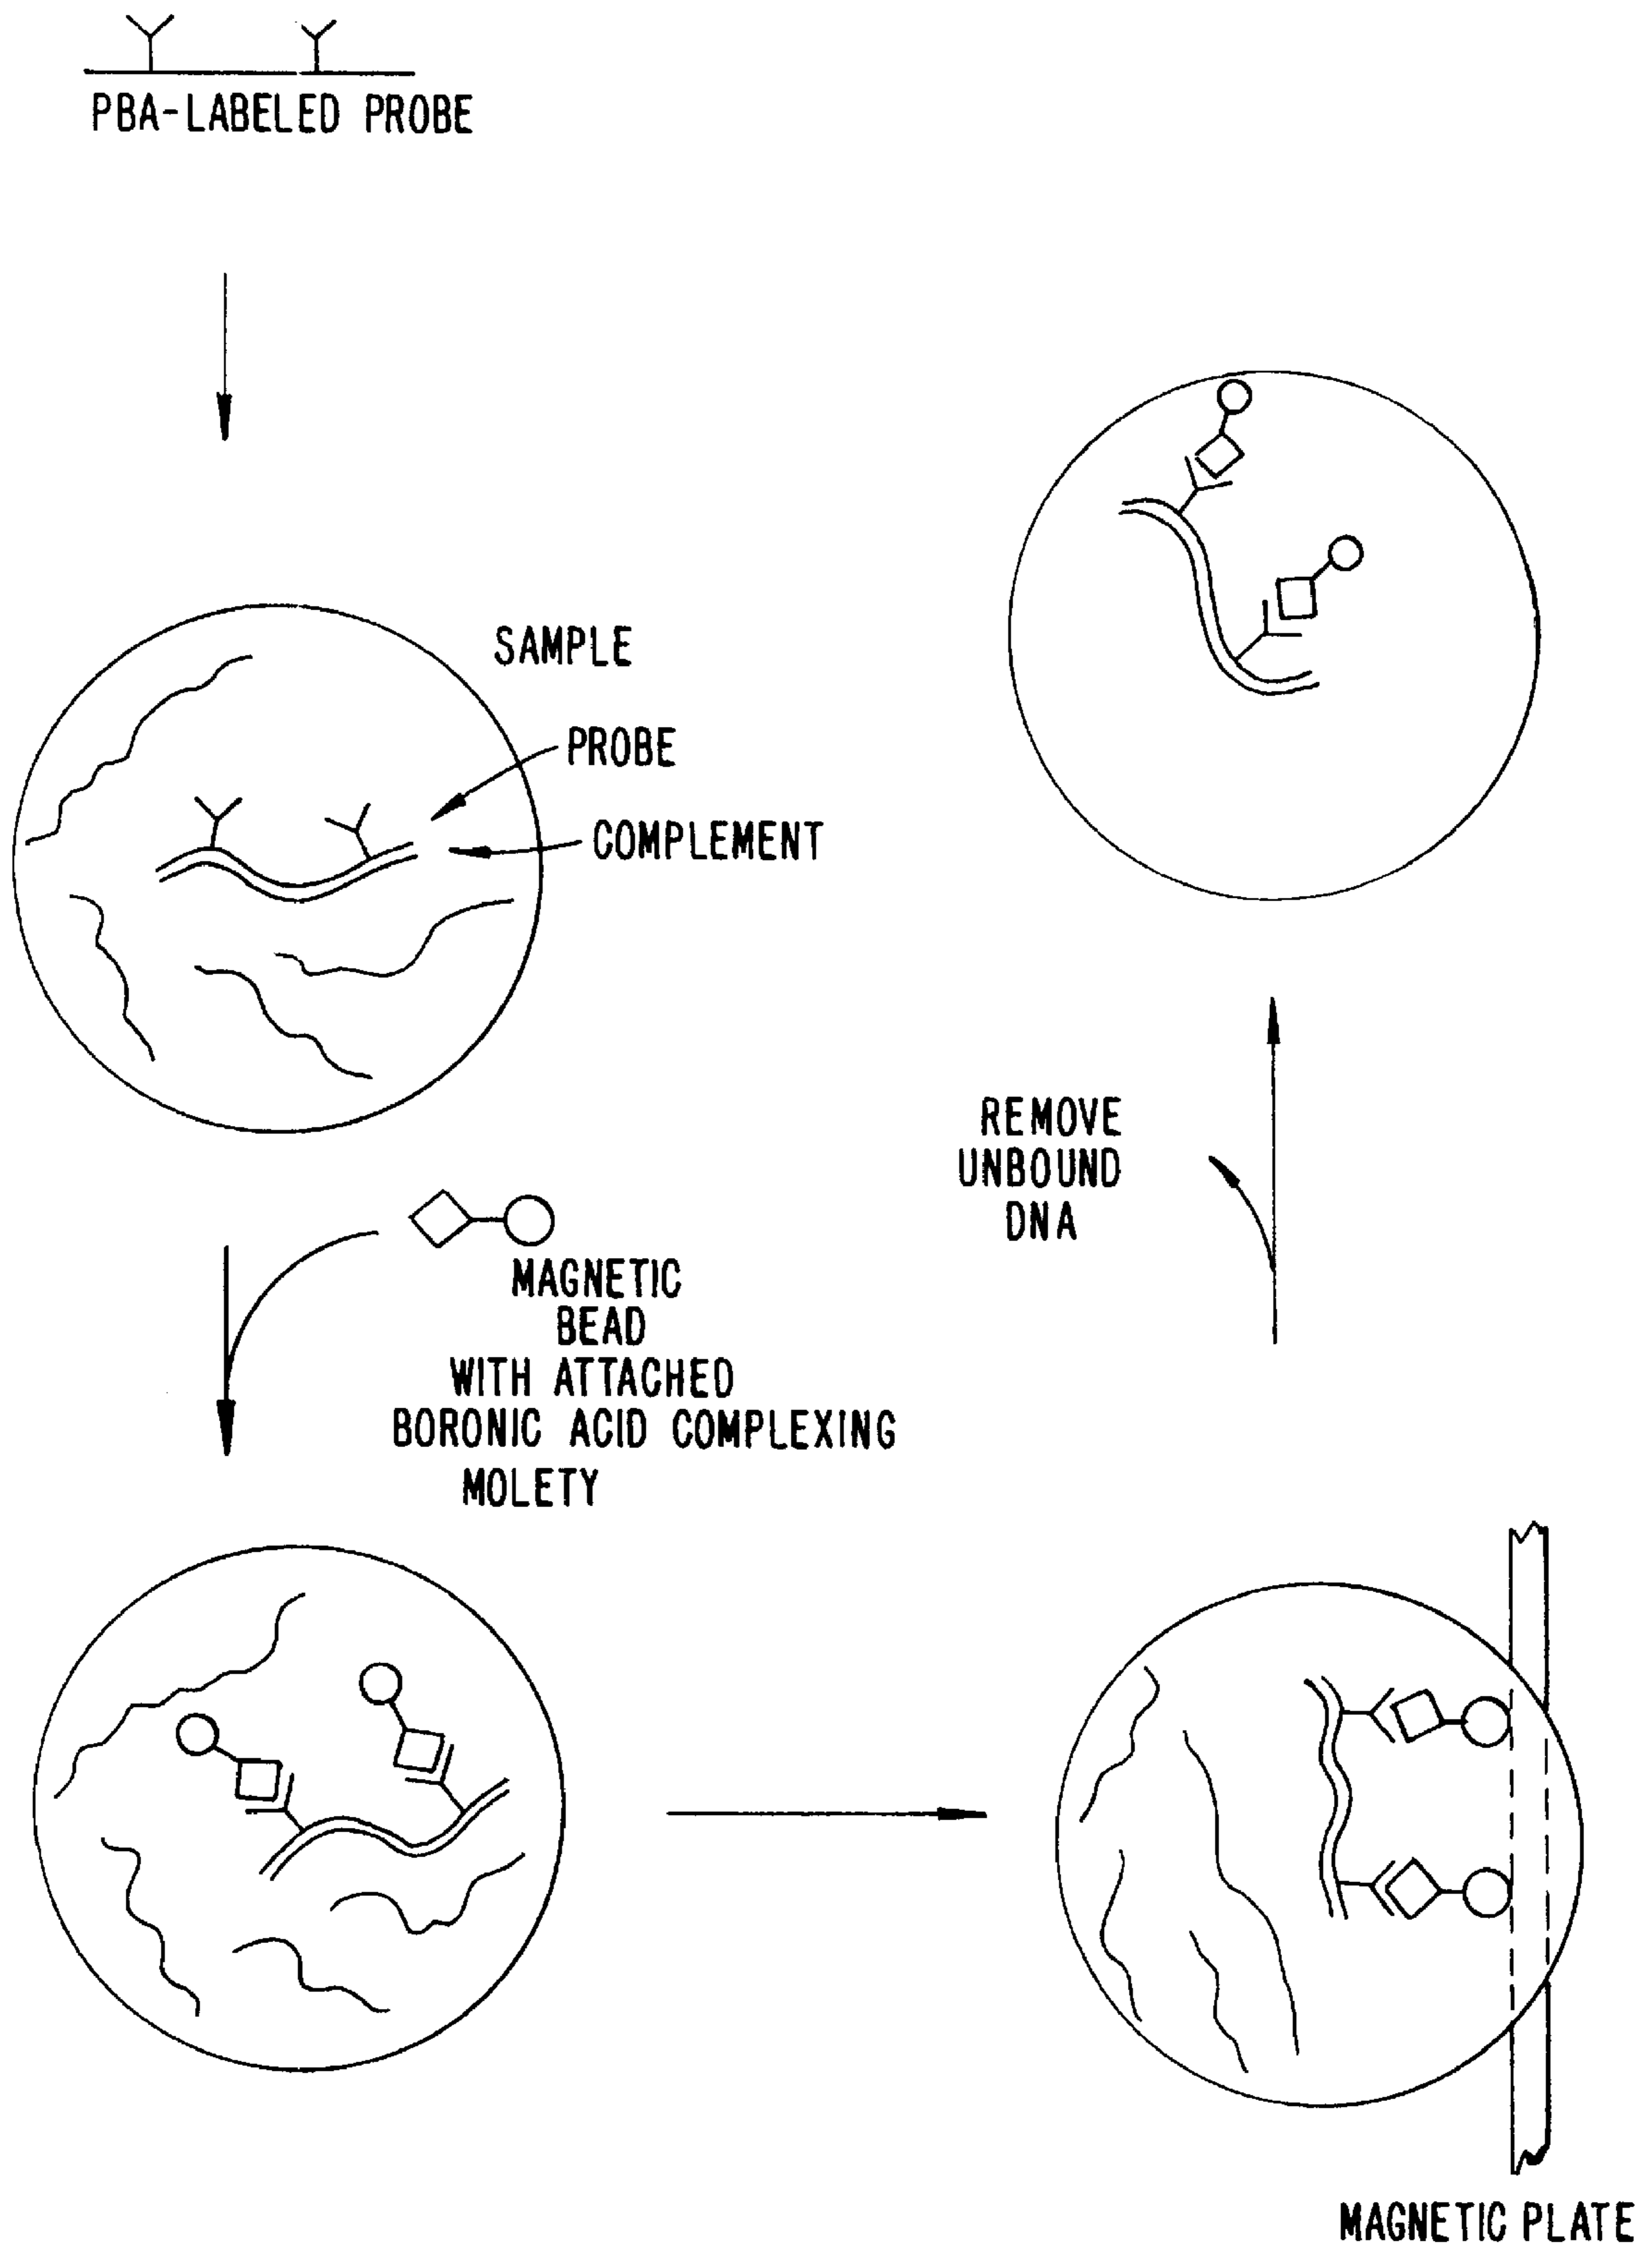 PBA-LABELED PROBE
SAMPLE
PROBE
COMPLEMENT
MAGNETIC
BEAD
WITH ATTACHED
BORONIC ACID COMPLEXING
MOLETY
REMOVE
UNBOUND
DNA
MAGNETIC PLATE